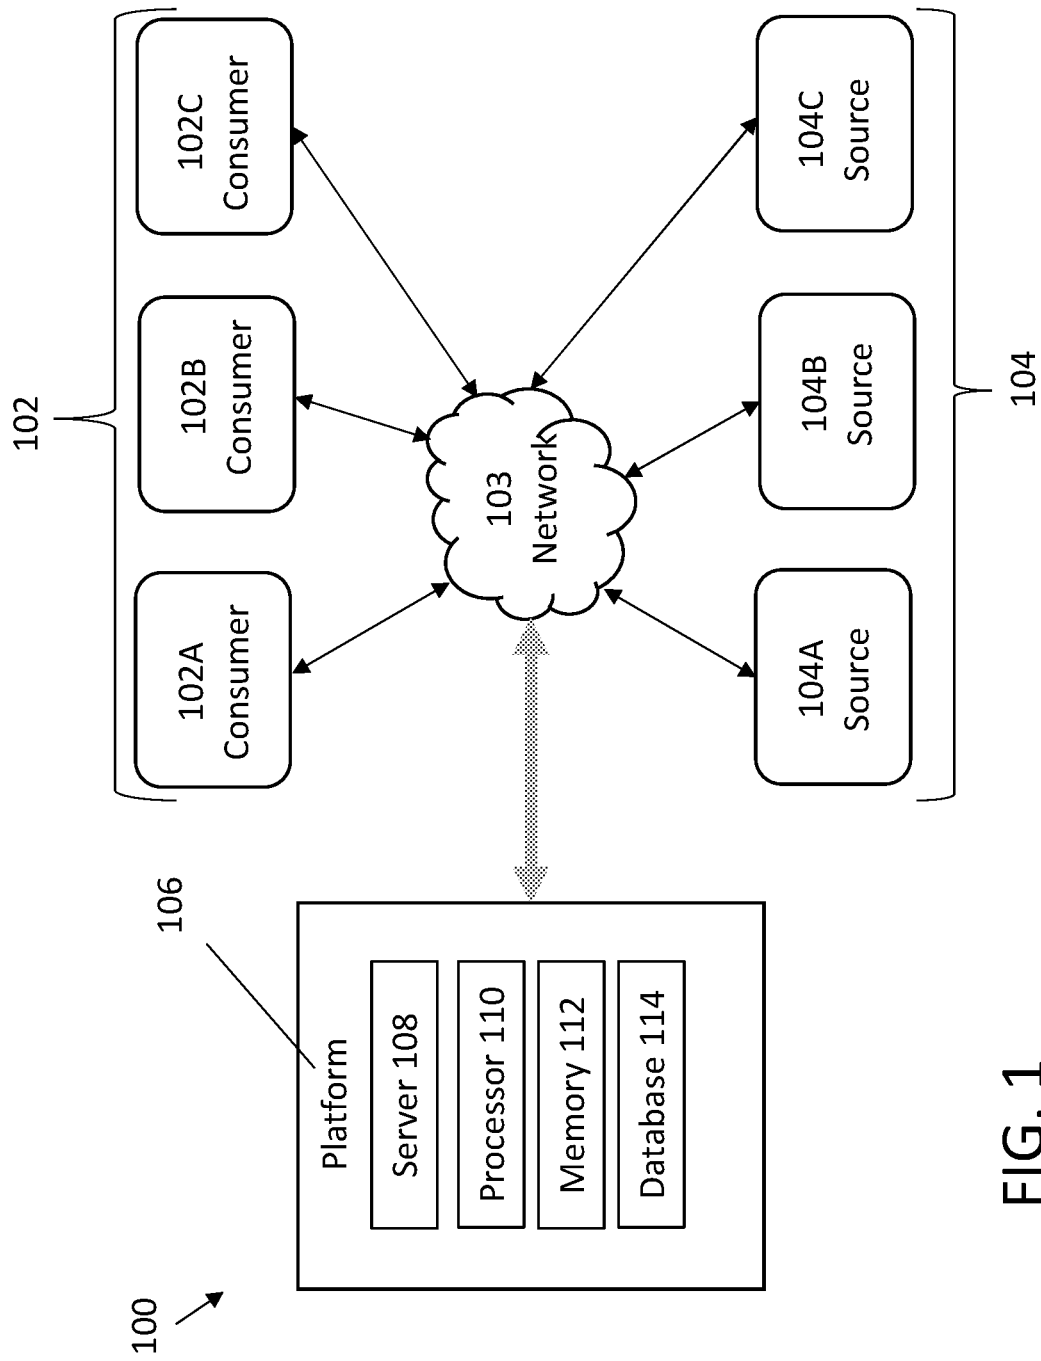 100
106
Platform
Server 108
Processor 110
Memory 112
Database 114
102
102A
Consumer
102B
Consumer
102C
Consumer
103
Network
104A
Source
104B
Source
104C
Source
104
FIG. 1